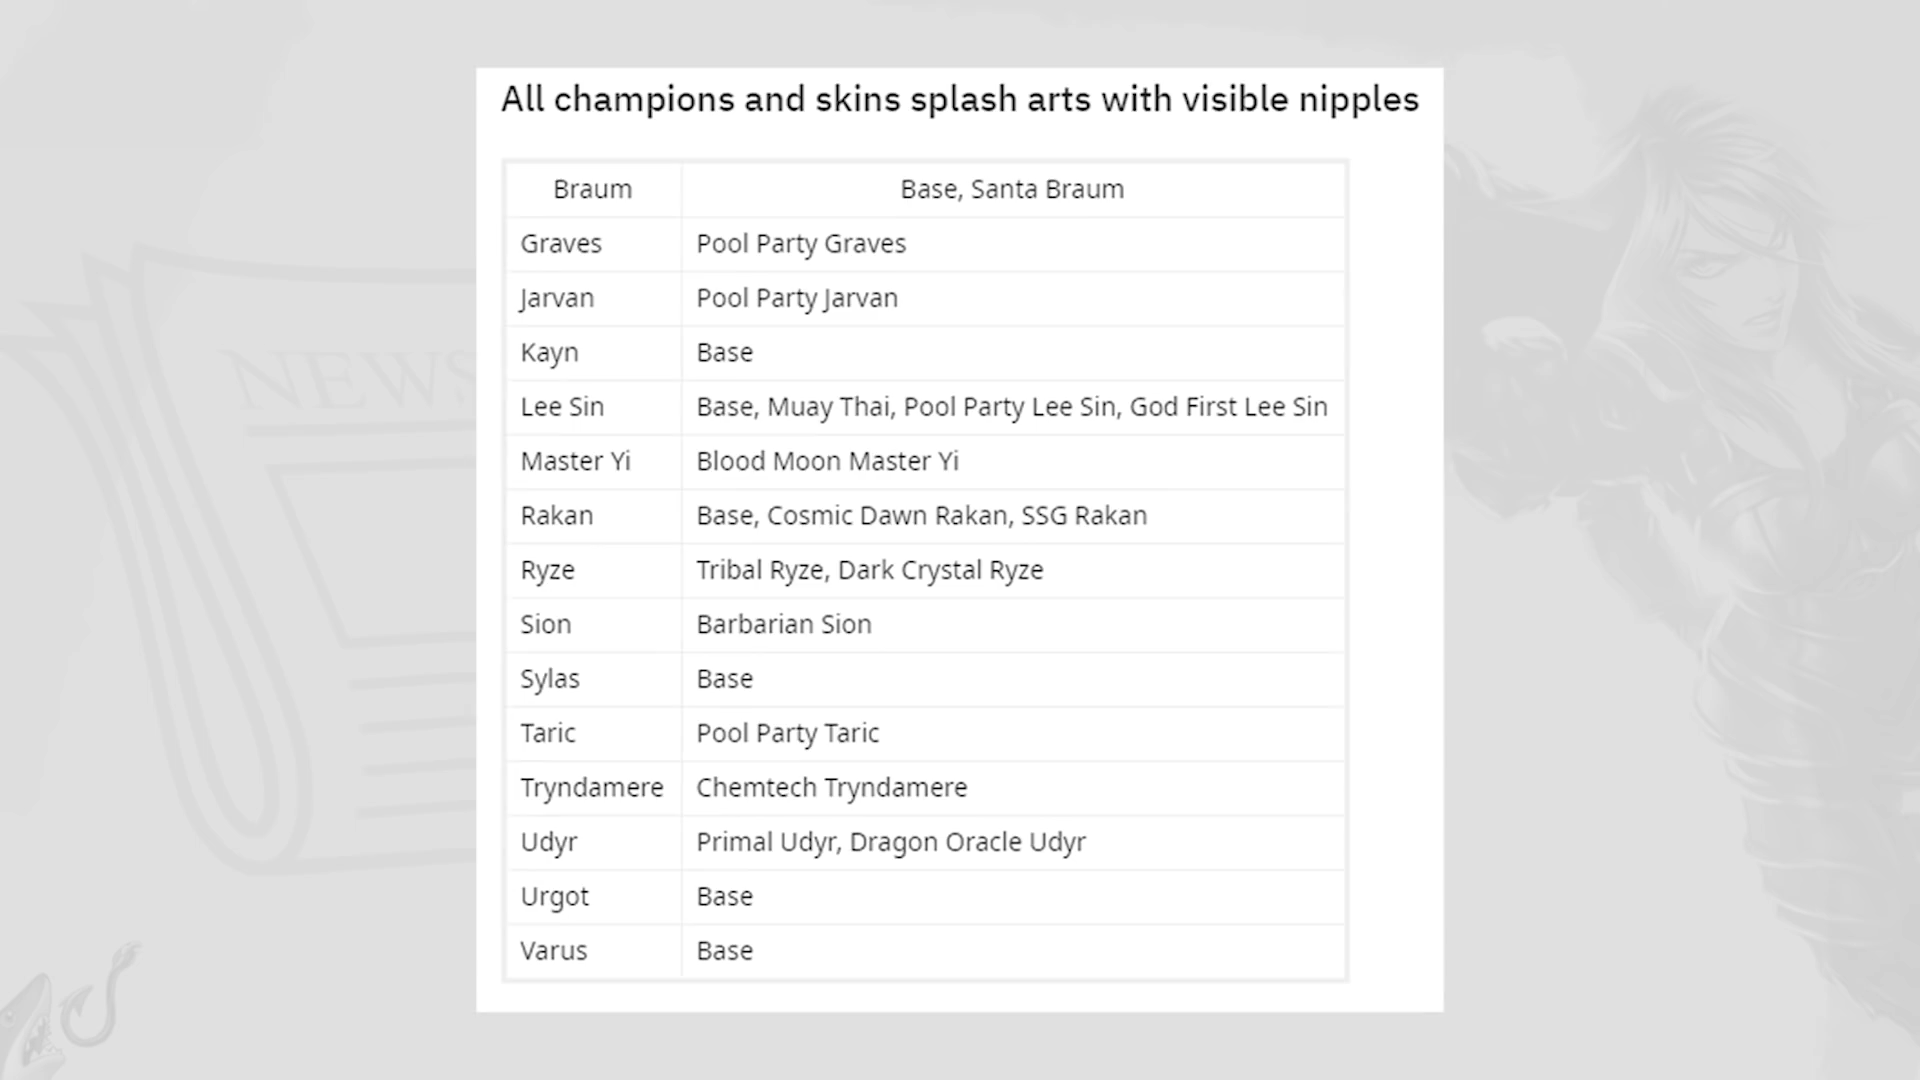 All champions and skins splash arts with visible nipples
NEWS
Braum Base, Santa Braum
Graves Pool Party Graves
Jarvan Pool Party Jarvan
Kayn Base
Lee Sin Base, Muay Thai, Pool Party Lee Sin, God First Lee Sin
Master Yi Blood Moon Master Yi
Rakan Base, Cosmic Dawn Rakan, SSG Rakan
Ryze Tribal Ryze, Dark Crystal Ryze
Sion Barbarian Sion
Sylas Base
Taric Pool Party Taric
Tryndamere Chemtech Tryndamere
Udyr Primal Udyr, Dragon Oracle Udyr
Urgot Base
Varus Base